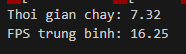 Thoi gian chay: 7.32
FPS trung binh: 16.25